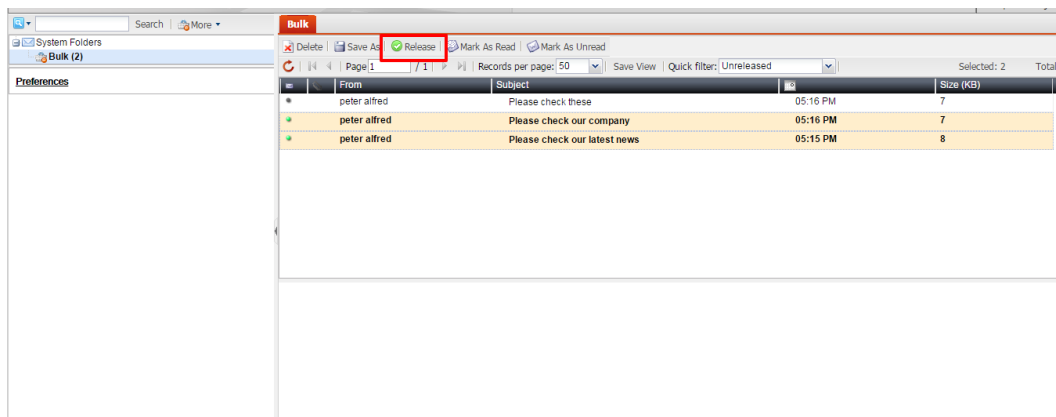 Search More
Bulk
System Folders
Bulk (2)
Preferences
Delete Save As Release Mark As Read Mark As Unread
Page 1 / 1 Records per page: 50 Save View Quick filter: Unreleased Selected: 2 Total
From Subject Size (KB)
peter alfred Please check these 05:16 PM 7
peter alfred Please check our company 05:16 PM 7
peter alfred Please check our latest news 05:15 PM 8